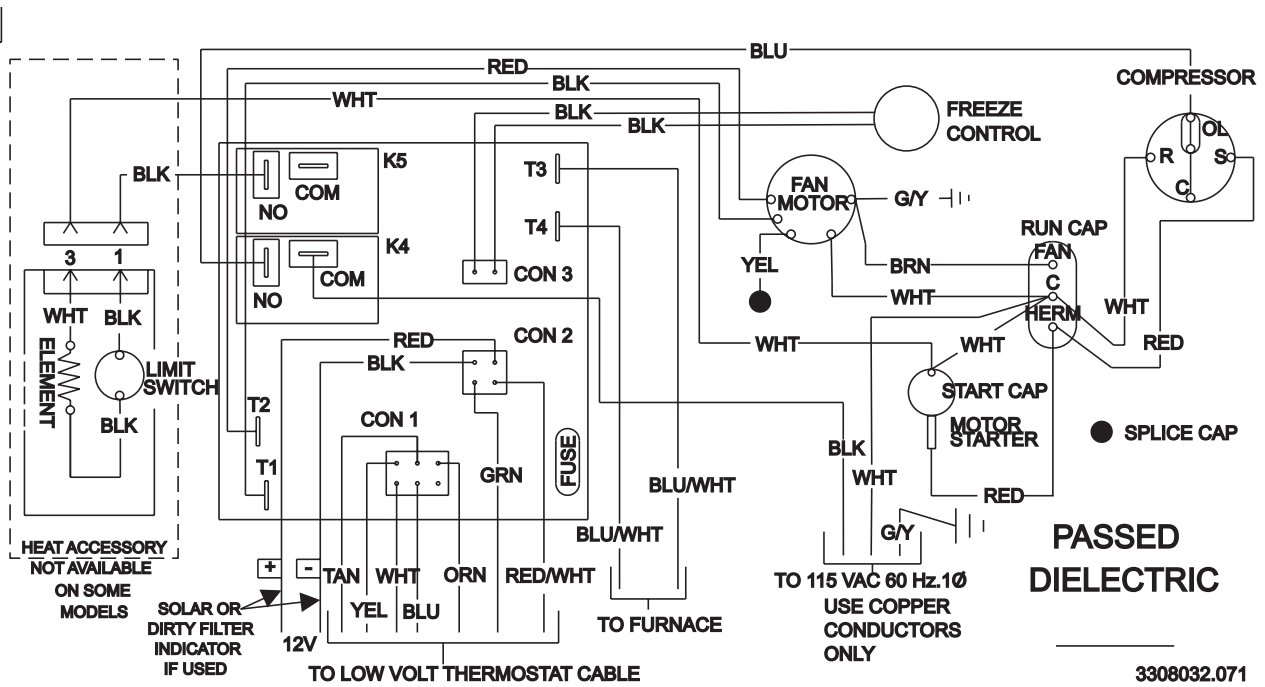 BLU
RED
BLK
WHT
BLK
BLK
FREEZE
CONTROL
COMPRESSOR
OL
R
S
C
BLK
K5
COM
NO
K4
COM
NO
T3
T4
CON 3
FAN
MOTOR
G/Y
YEL
BRN
WHT
RUN CAP
FAN
C
HERM
WHT
RED
3
1
WHT
BLK
ELEMENT
LIMIT
SWITCH
BLK
RED
BLK
CON 2
WHT
WHT
START CAP
MOTOR
STARTER
SPLICE CAP
T2
T1
CON 1
GRN
FUSE
BLU/WHT
BLU/WHT
BLK
WHT
RED
G/Y
HEAT ACCESSORY
NOT AVAILABLE
ON SOME
MODELS
+
-
TAN
WHT
ORN
RED/WHT
YEL
BLU
SOLAR OR
DIRTY FILTER
INDICATOR
IF USED
12V
TO LOW VOLT THERMOSTAT CABLE
TO FURNACE
TO 115 VAC 60 Hz.1Ø
USE COPPER
CONDUCTORS
ONLY
PASSED
DIELECTRIC
3308032.071